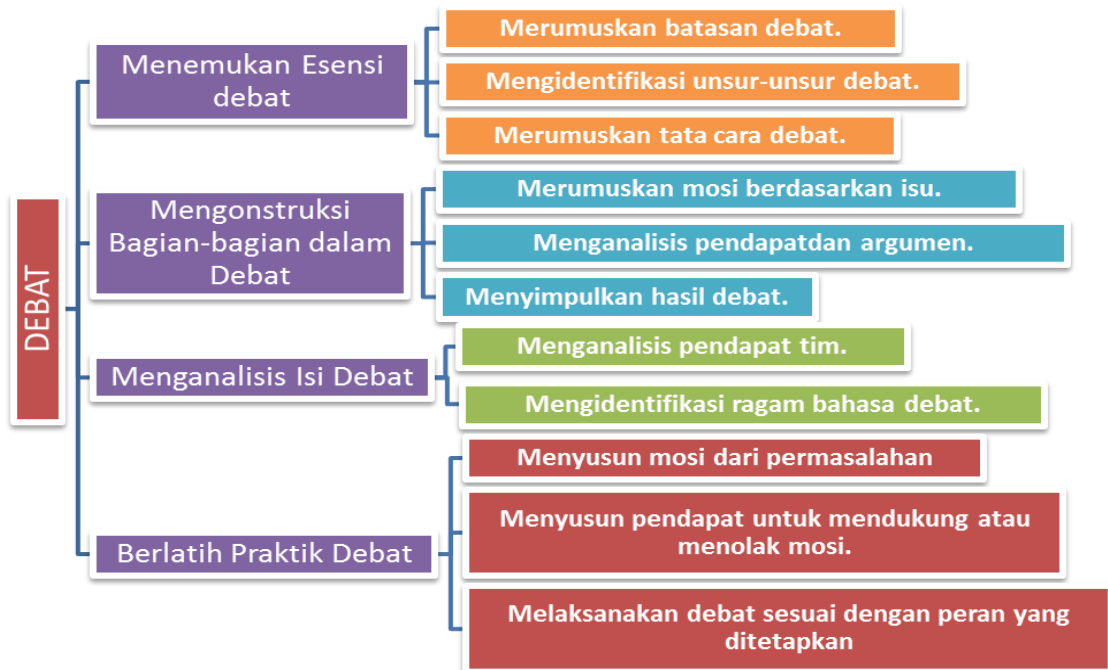 DEBAT
Menemukan Esensi
debat
Merumuskan batasan debat.
Mengidentifikasi unsur-unsur debat.
Merumuskan tata cara debat.
Mengonstruksi
Bagian-bagian dalam
Debat
Merumuskan mosi berdasarkan isu.
Menganalisis pendapatdan argumen.
Menyimpulkan hasil debat.
Menganalisis Isi Debat
Menganalisis pendapat tim.
Mengidentifikasi ragam bahasa debat.
Berlatih Praktik Debat
Menyusun mosi dari permasalahan
Menyusun pendapat untuk mendukung atau
menolak mosi.
Melaksanakan debat sesuai dengan peran yang
ditetapkan